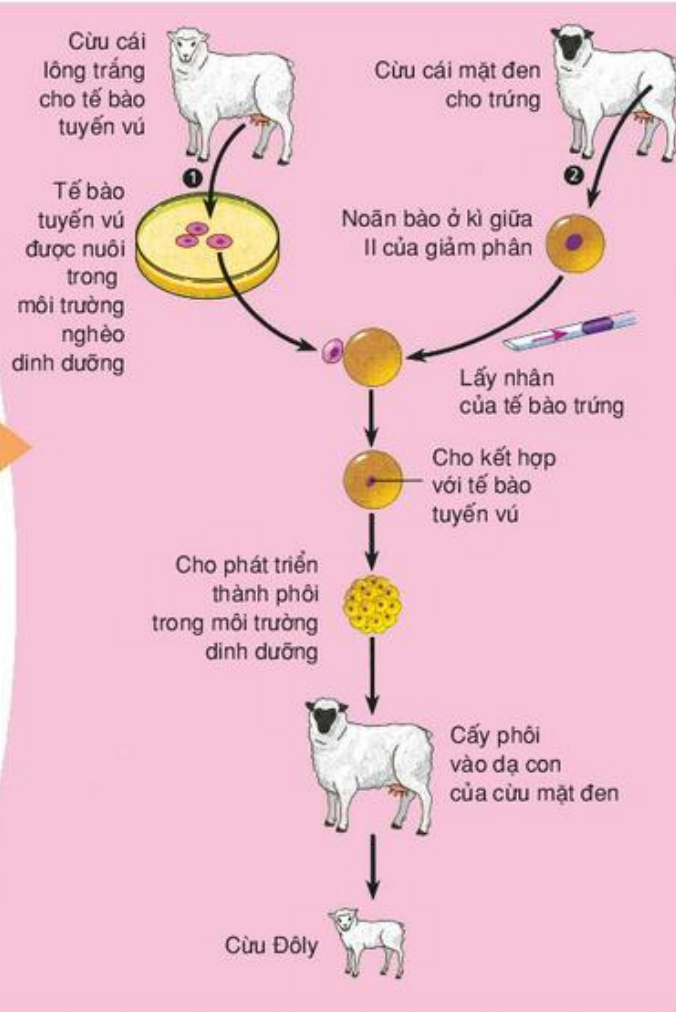 Cừu cái
lông trắng
cho tế bào
tuyến vú
Cừu cái mặt đen
cho trứng
1
2
Tế bào
tuyến vú
được nuôi
trong
môi trường
nghèo
dinh dưỡng
Noãn bào ở kì giữa
II của giảm phân
Lấy nhân
của tế bào trứng
Cho kết hợp
với tế bào
tuyến vú
Cho phát triển
thành phôi
trong môi trường
dinh dưỡng
Cấy phôi
vào dạ con
của cừu mặt đen
Cừu Đôly